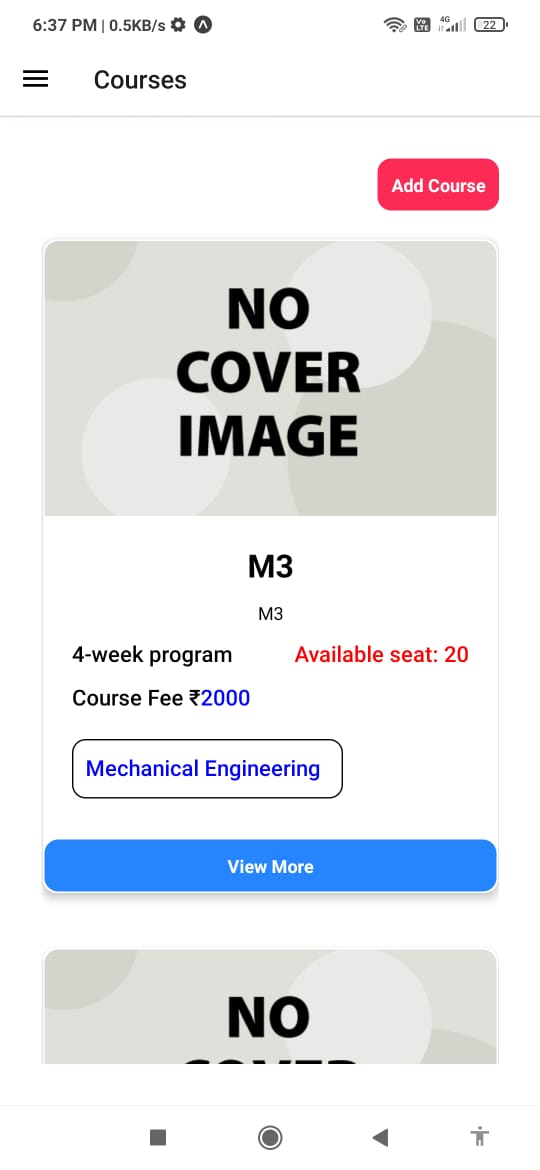 6:37 PM | 0.5KB/s
Vo LTE 4G 22
Courses
Add Course
NO
COVER
IMAGE
M3
M3
4-week program Available seat: 20
Course Fee ₹2000
Mechanical Engineering
View More
NO
COVER